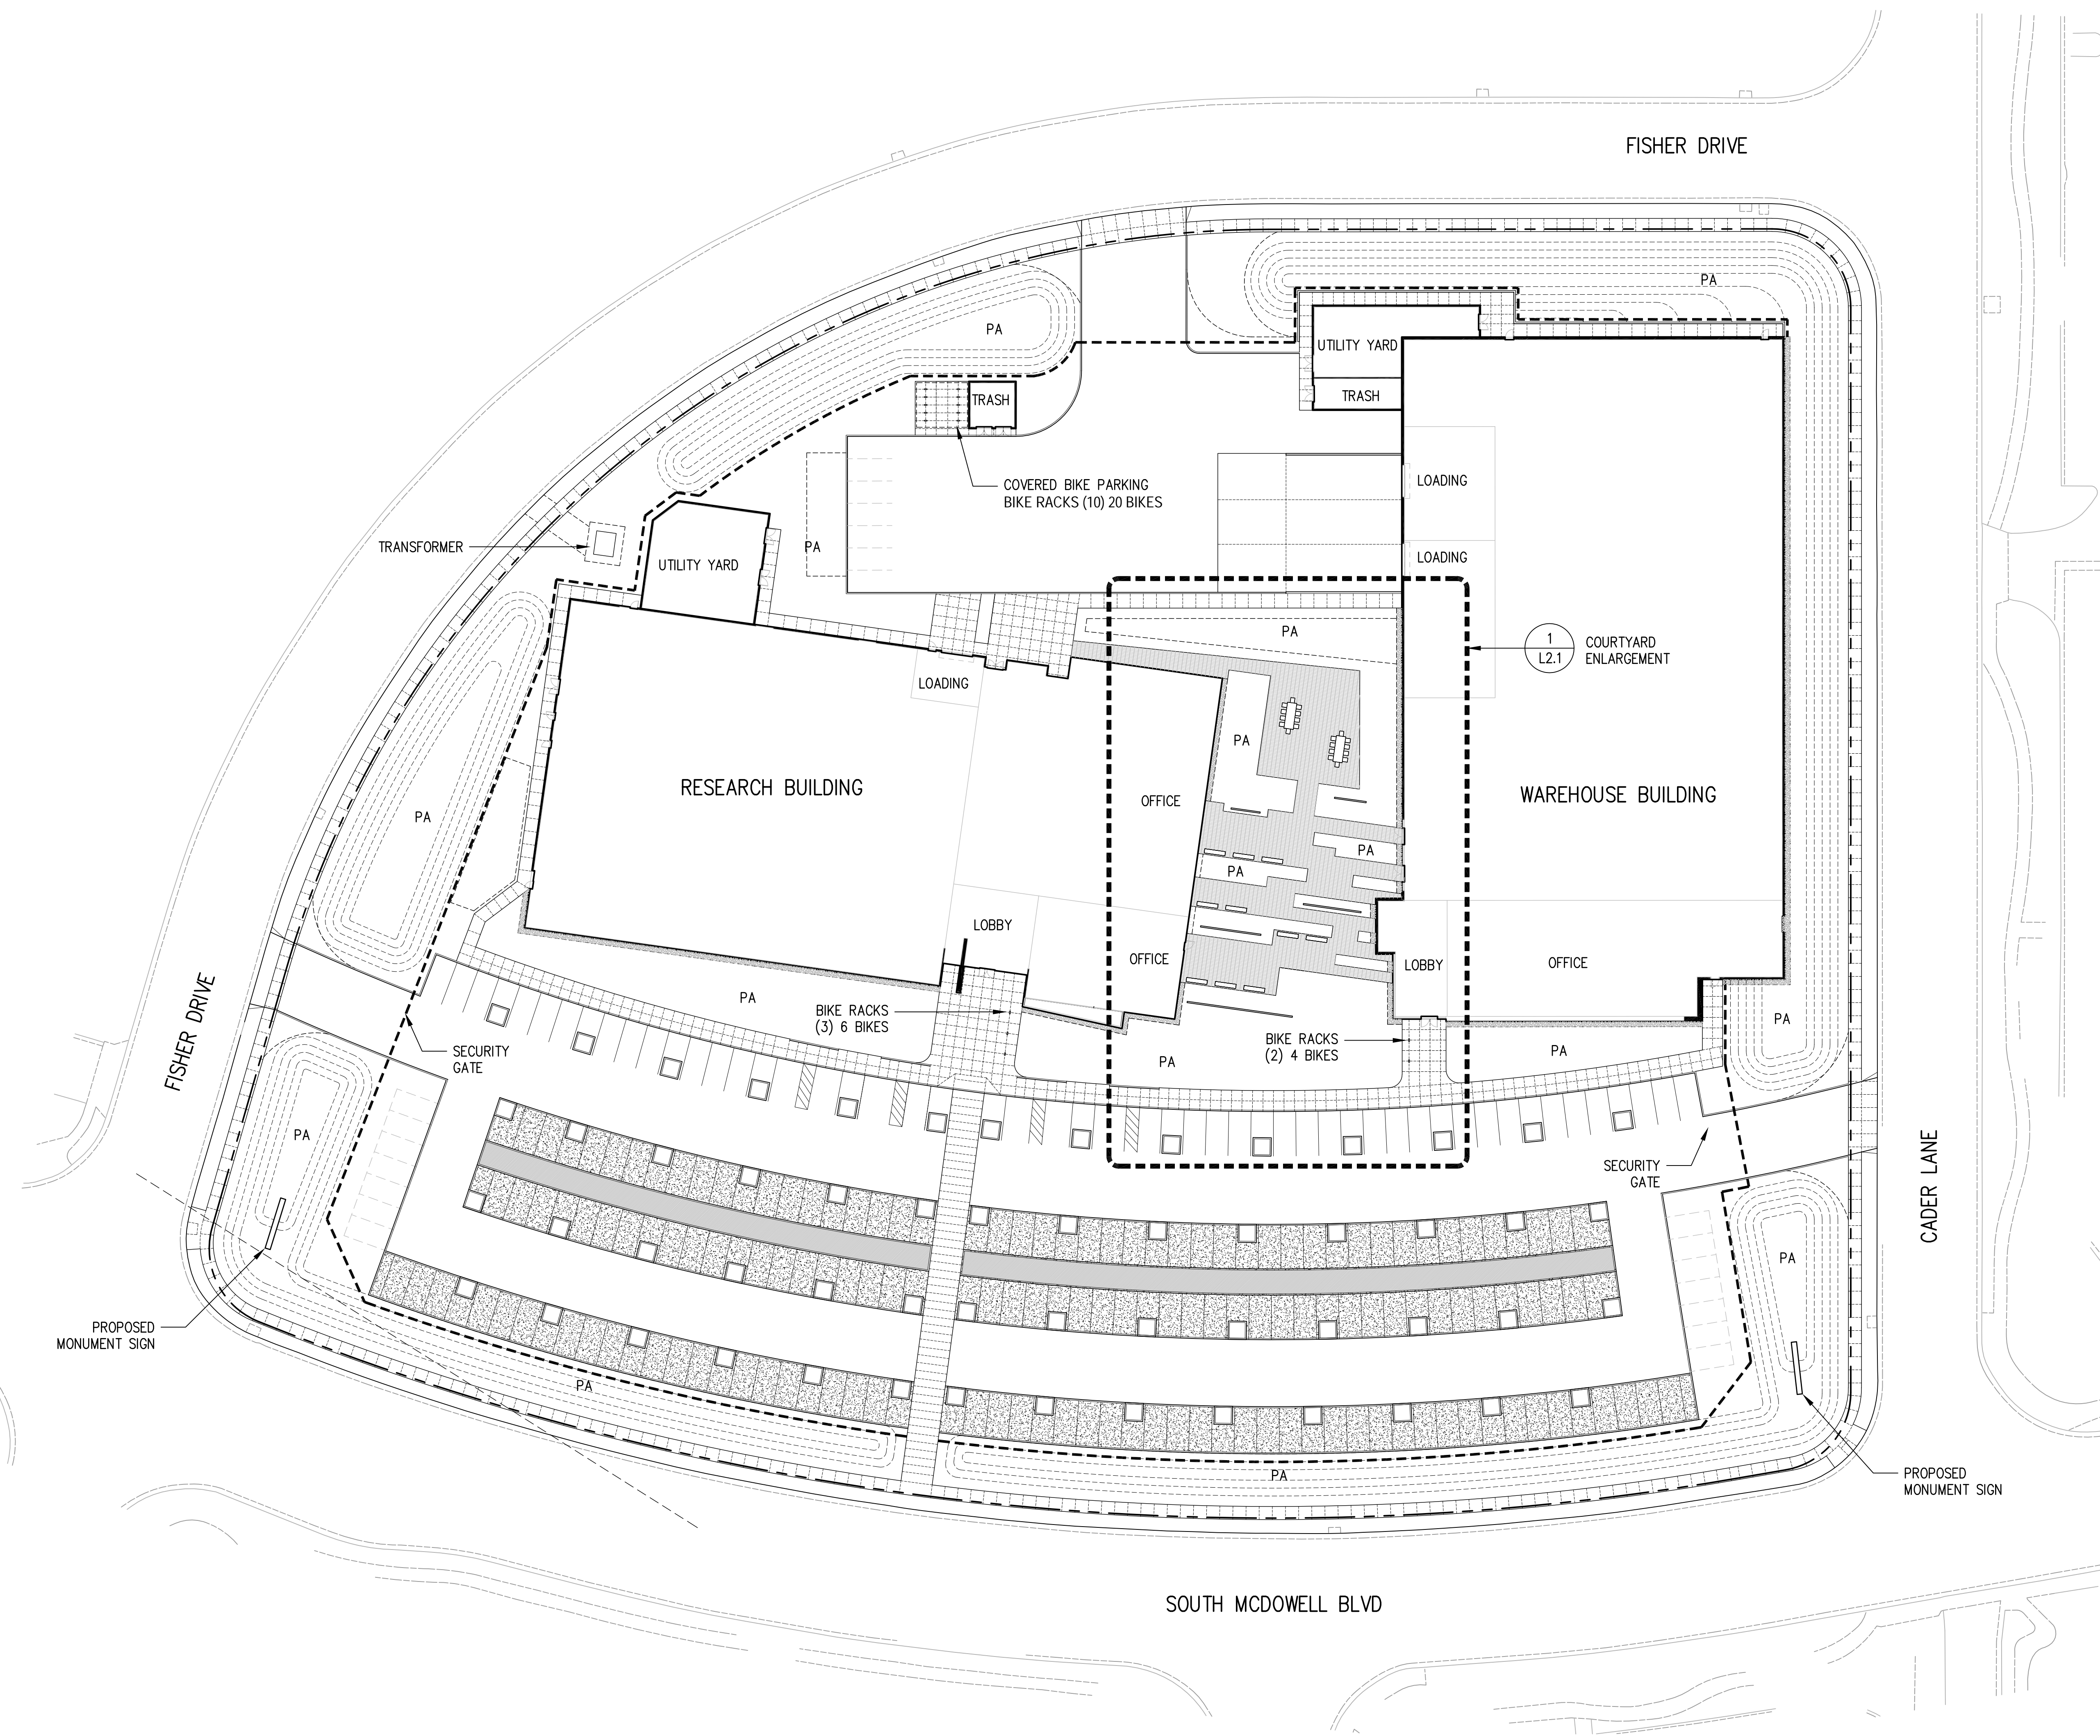 FISHER DRIVE
PA
PA
UTILITY YARD
TRASH
TRASH
COVERED BIKE PARKING
BIKE RACKS (10) 20 BIKES
LOADING
TRANSFORMER
PA
LOADING
UTILITY YARD
PA
1
L2.1
COURTYARD
ENLARGEMENT
LOADING
PA
RESEARCH BUILDING
OFFICE
WAREHOUSE BUILDING
PA
PA
PA
LOBBY
OFFICE
LOBBY
OFFICE
FISHER DRIVE
PA
BIKE RACKS
(3) 6 BIKES
PA
BIKE RACKS
(2) 4 BIKES
PA
PA
SECURITY
GATE
PA
SECURITY
GATE
CADER LANE
PA
PROPOSED
MONUMENT SIGN
PA
PA
PROPOSED
MONUMENT SIGN
SOUTH MCDOWELL BLVD